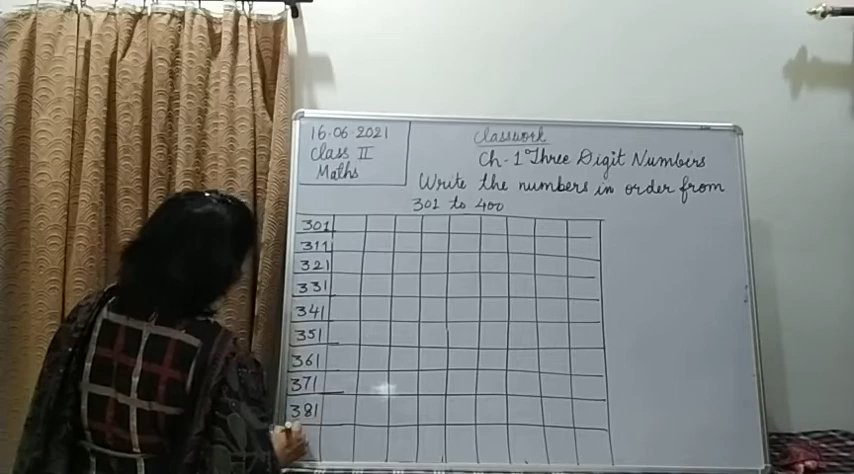 16.06.2021
Class II
Maths
Classwork
Ch-1 Three Digit Numbers
Write the numbers in order from
301 to 400
301
311
321
331
341
351
361
371
381